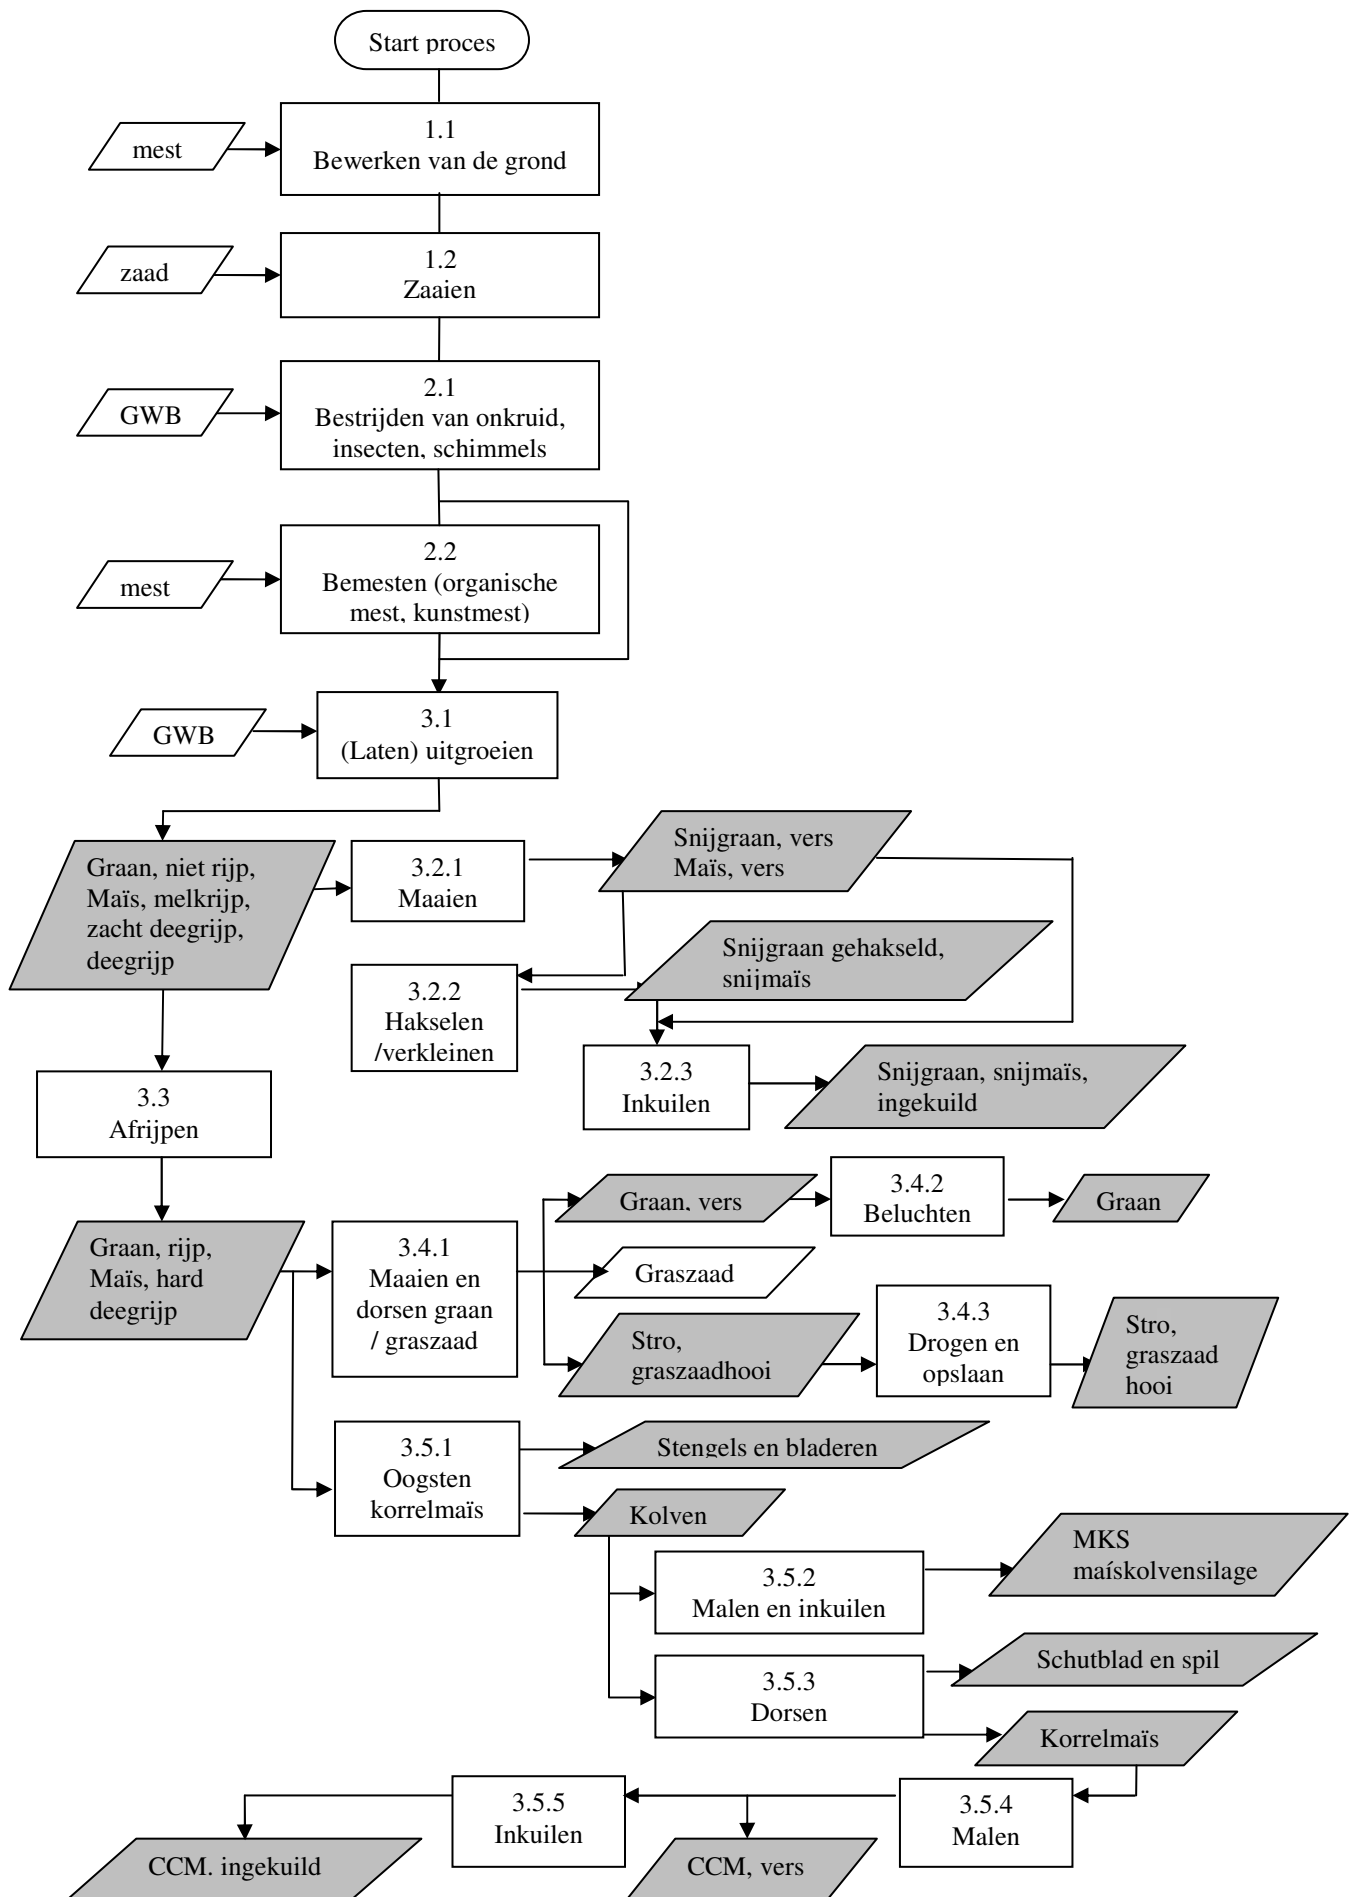 Start proces
mest
1.1
Bewerken van de grond
zaad
1.2
Zaaien
GWB
2.1
Bestrijden van onkruid,
insecten, schimmels
mest
2.2
Bemesten (organische
mest, kunstmest)
GWB
3.1
(Laten) uitgroeien
Graan, niet rijp,
Maïs, melkrijp,
zacht deegrijp,
deegrijp
3.2.1
Maaien
Snijgraan, vers
Maïs, vers
Snijgraan gehakseld,
snijmaïs
3.2.2
Hakselen
/verkleinen
3.2.3
Inkuilen
Snijgraan, snijmaïs,
ingekuild
3.3
Afrijpen
Graan, vers
3.4.2
Beluchten
Graan
Graan, rijp,
Maïs, hard
deegrijp
3.4.1
Maaien en
dorsen graan
/ graszaad
Graszaad
Stro,
graszaadhooi
3.4.3
Drogen en
opslaan
Stro,
graszaad
hooi
3.5.1
Oogsten
korrelmaïs
Stengels en bladeren
Kolven
3.5.2
Malen en inkuilen
MKS
maískolvensilage
3.5.3
Dorsen
Schutblad en spil
Korrelmaïs
3.5.5
Inkuilen
3.5.4
Malen
CCM. ingekuild
CCM, vers